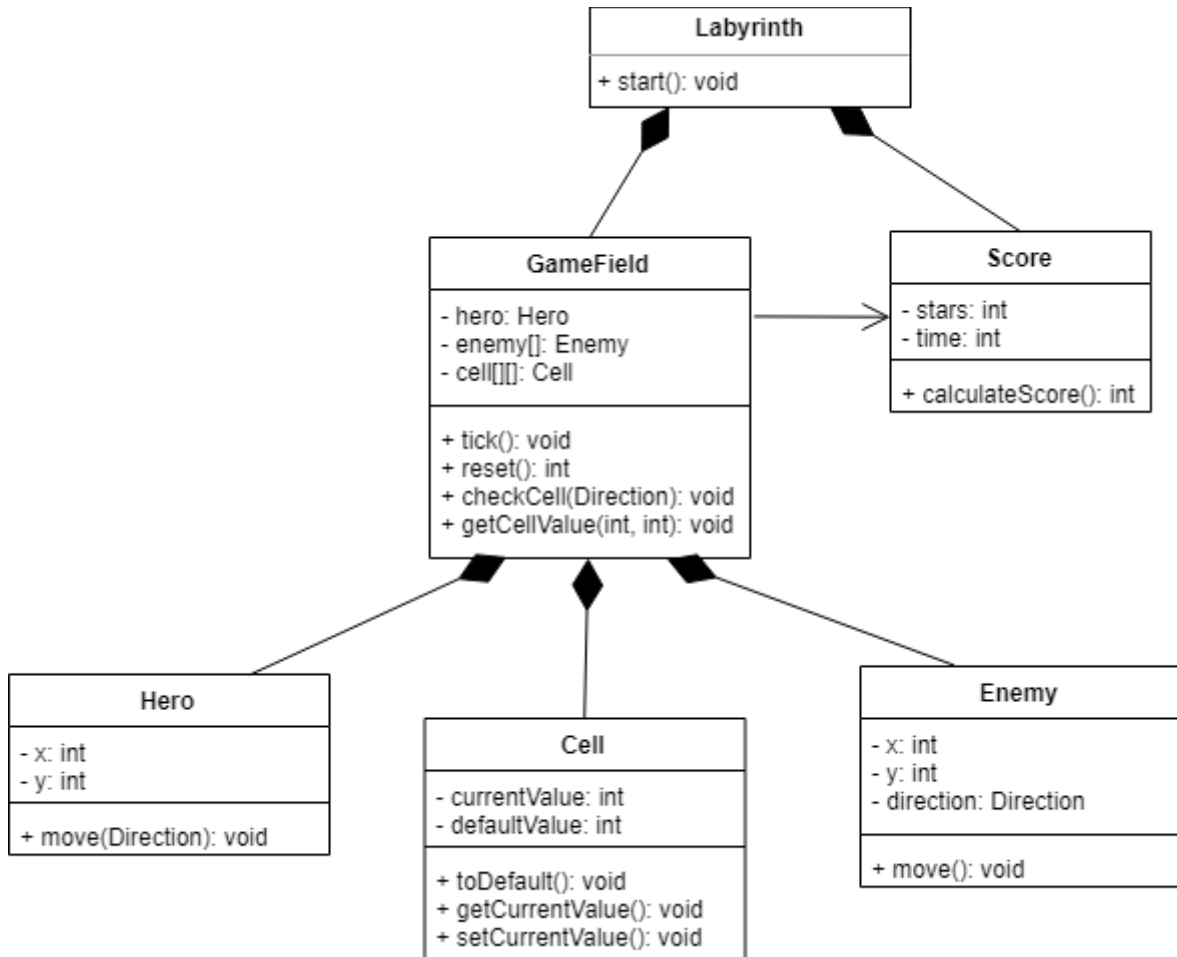 Labyrinth
+ start(): void
GameField
- hero: Hero
- enemy[]: Enemy
- cell[][]: Cell
+ tick(): void
+ reset(): int
+ checkCell(Direction): void
+ getCellValue(int, int): void
Score
- stars: int
- time: int
+ calculateScore(): int
Hero
- x: int
- y: int
+ move(Direction): void
Cell
- currentValue: int
- defaultValue: int
+ toDefault(): void
+ getCurrentValue(): void
+ setCurrentValue(): void
Enemy
- x: int
- y: int
- direction: Direction
+ move(): void